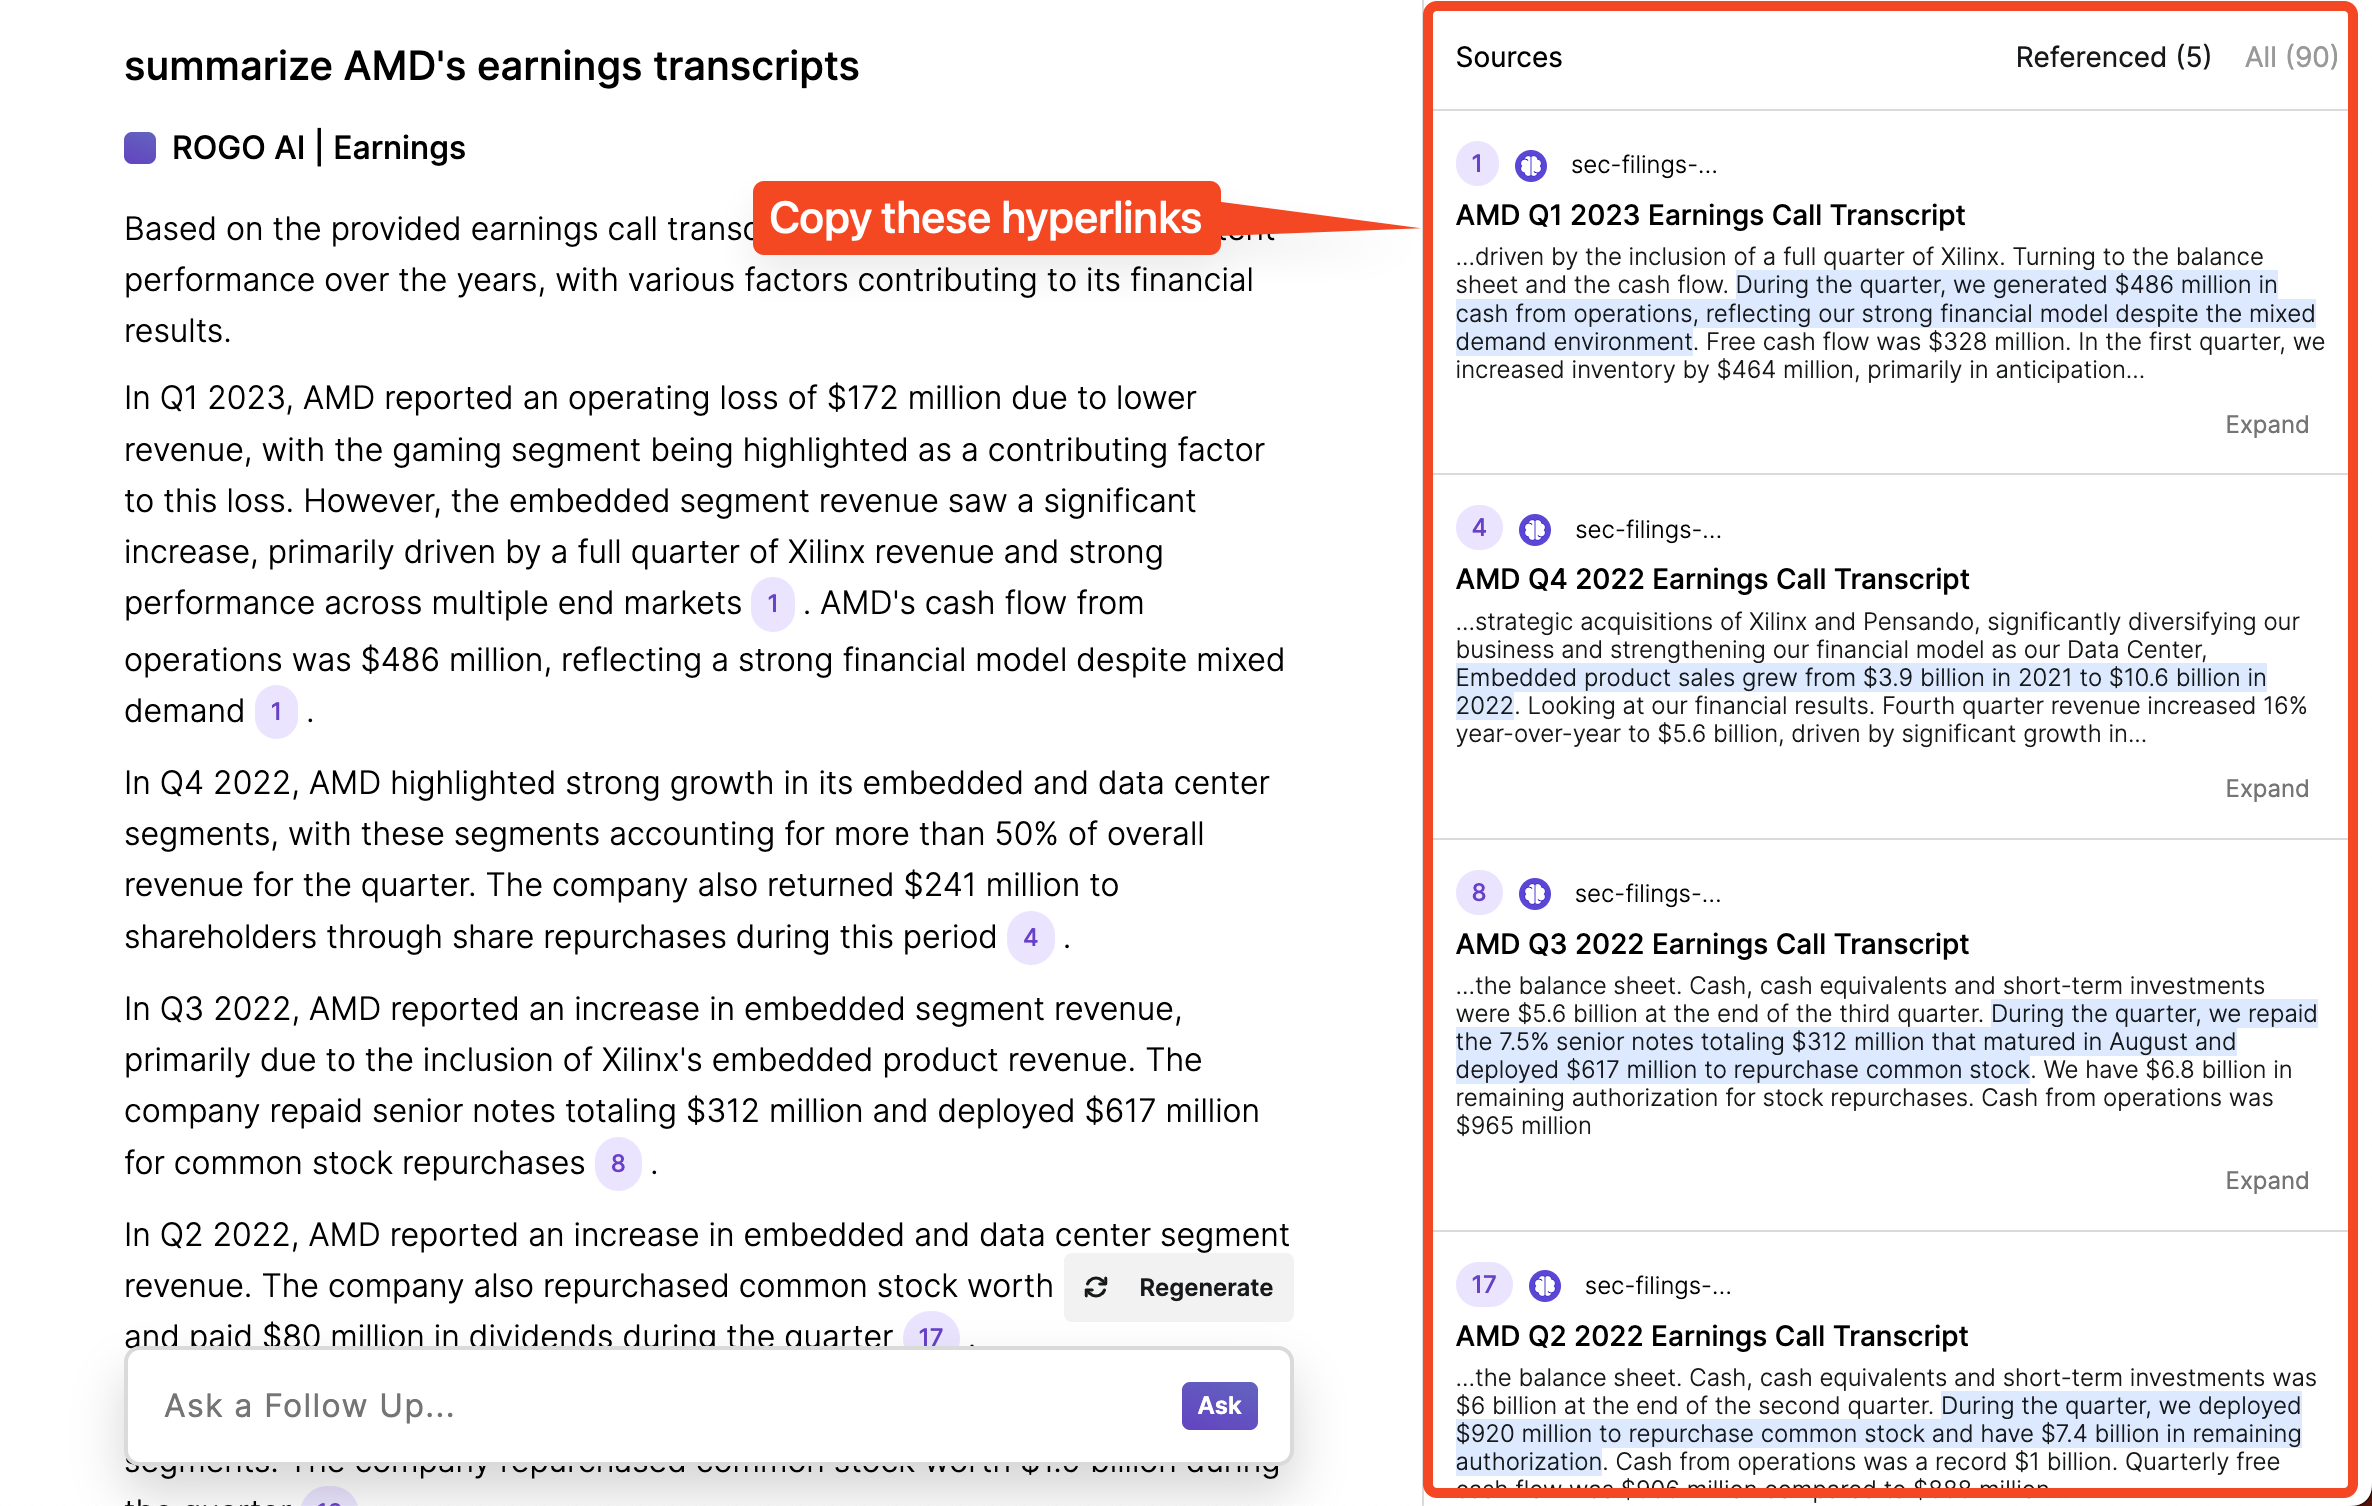 summarize AMD's earnings transcripts
ROGO AI | Earnings
Based on the provided earnings call
performance over the years, with various factors contributing to its financial
results.
Copy these hyperlinks
In Q1 2023, AMD reported an operating loss of $172 million due to lower
revenue, with the gaming segment being highlighted as a contributing factor
to this loss. However, the embedded segment revenue saw a significant
increase, primarily driven by a full quarter of Xilinx revenue and strong
performance across multiple end markets 1 . AMD's cash flow from
operations was $486 million, reflecting a strong financial model despite mixed
demand 1 .
In Q4 2022, AMD highlighted strong growth in its embedded and data center
segments, with these segments accounting for more than 50% of overall
revenue for the quarter. The company also returned $241 million to
shareholders through share repurchases during this period 4 .
In Q3 2022, AMD reported an increase in embedded segment revenue,
primarily due to the inclusion of Xilinx's embedded product revenue. The
company repaid senior notes totaling $312 million and deployed $617 million
for common stock repurchases 8 .
In Q2 2022, AMD reported an increase in embedded and data center segment
revenue. The company also repurchased common stock worth
Regenerate
and paid $80 million in dividends during the quarter 17 .
Ask a Follow Up...
Ask
segments. The company repurchased common stock worth $1.9 billion during
the quarter
Sources
Referenced (5) All (90)
1 sec-filings-...
AMD Q1 2023 Earnings Call Transcript
...driven by the inclusion of a full quarter of Xilinx. Turning to the balance
sheet and the cash flow. During the quarter, we generated $486 million in
cash from operations, reflecting our strong financial model despite the mixed
demand environment. Free cash flow was $328 million. In the first quarter, we
increased inventory by $464 million, primarily in anticipation...
Expand
4 sec-filings-...
AMD Q4 2022 Earnings Call Transcript
...strategic acquisitions of Xilinx and Pensando, significantly diversifying our
business and strengthening our financial model as our Data Center,
Embedded product sales grew from $3.9 billion in 2021 to $10.6 billion in
2022. Looking at our financial results. Fourth quarter revenue increased 16%
year-over-year to $5.6 billion, driven by significant growth in...
Expand
8 sec-filings-...
AMD Q3 2022 Earnings Call Transcript
...the balance sheet. Cash, cash equivalents and short-term investments
were $5.6 billion at the end of the third quarter. During the quarter, we repaid
the 7.5% senior notes totaling $312 million that matured in August and
deployed $617 million to repurchase common stock. We have $6.8 billion in
remaining authorization for stock repurchases. Cash from operations was
$965 million
Expand
17 sec-filings-...
AMD Q2 2022 Earnings Call Transcript
...the balance sheet. Cash, cash equivalents and short-term investments was
$6 billion at the end of the second quarter. During the quarter, we deployed
$920 million to repurchase common stock and have $7.4 billion in remaining
authorization. Cash from operations was a record $1 billion. Quarterly free
cash flow was $906 million compared to $888 million